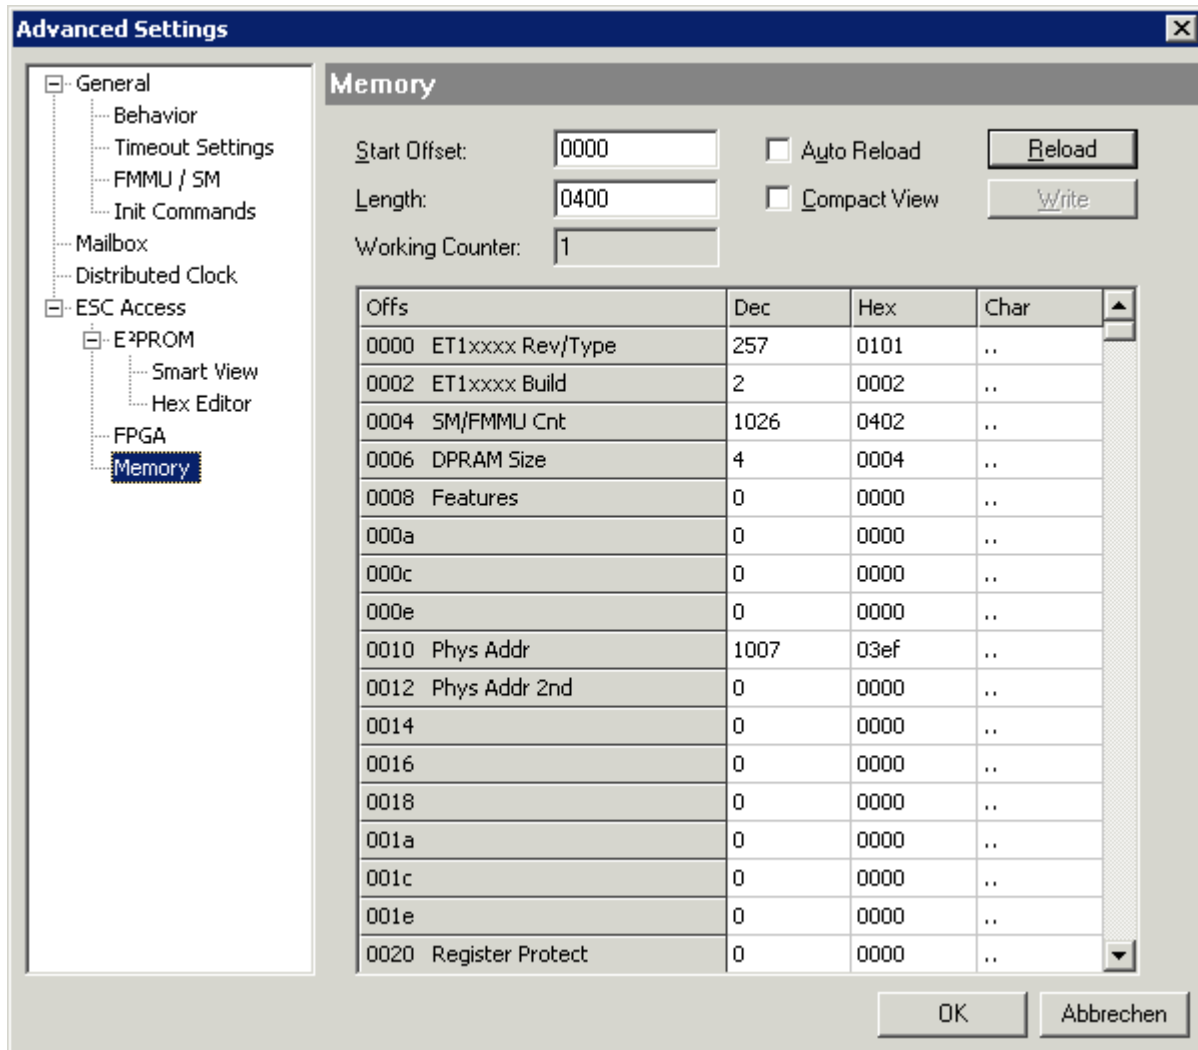 Advanced Settings
General
Behavior
Timeout Settings
FMMU / SM
Init Commands
Mailbox
Distributed Clock
ESC Access
E²PROM
Smart View
Hex Editor
FPGA
Memory
Memory
Start Offset: 0000 Auto Reload Reload
Length: 0400 Compact View Write
Working Counter: 1
Offs Dec Hex Char
0000 ET1xxxx Rev/Type 257 0101 ..
0002 ET1xxxx Build 2 0002 ..
0004 SM/FMMU Cnt 1026 0402 ..
0006 DPRAM Size 4 0004 ..
0008 Features 0 0000 ..
000a 0 0000 ..
000c 0 0000 ..
000e 0 0000 ..
0010 Phys Addr 1007 03ef ..
0012 Phys Addr 2nd 0 0000 ..
0014 0 0000 ..
0016 0 0000 ..
0018 0 0000 ..
001a 0 0000 ..
001c 0 0000 ..
001e 0 0000 ..
0020 Register Protect 0 0000 ..
OK Abbrechen